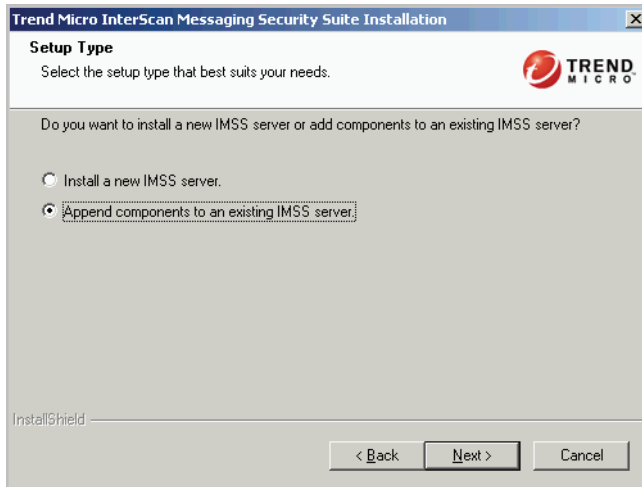 Trend Micro InterScan Messaging Security Suite Installation
Setup Type
Select the setup type that best suits your needs.
TREND
MICRO
Do you want to install a new IMSS server or add components to an existing IMSS server?
Install a new IMSS server.
Append components to an existing IMSS server.
InstallShield
< Back
Next >
Cancel